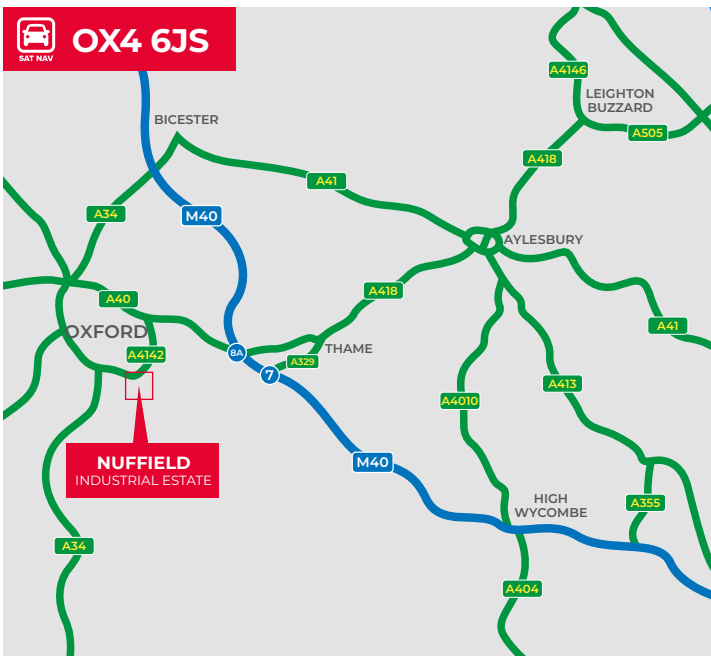 SAT NAV
OX4 6JS
A4146
LEIGHTON
BUZZARD
BICESTER
A505
A418
A41
A34
M40
AYLESBURY
A418
A40
A41
OXFORD
THAME
8A
A4142
A329
7
A413
A4010
NUFFIELD
INDUSTRIAL ESTATE
M40
HIGH
WYCOMBE
A355
A34
A404